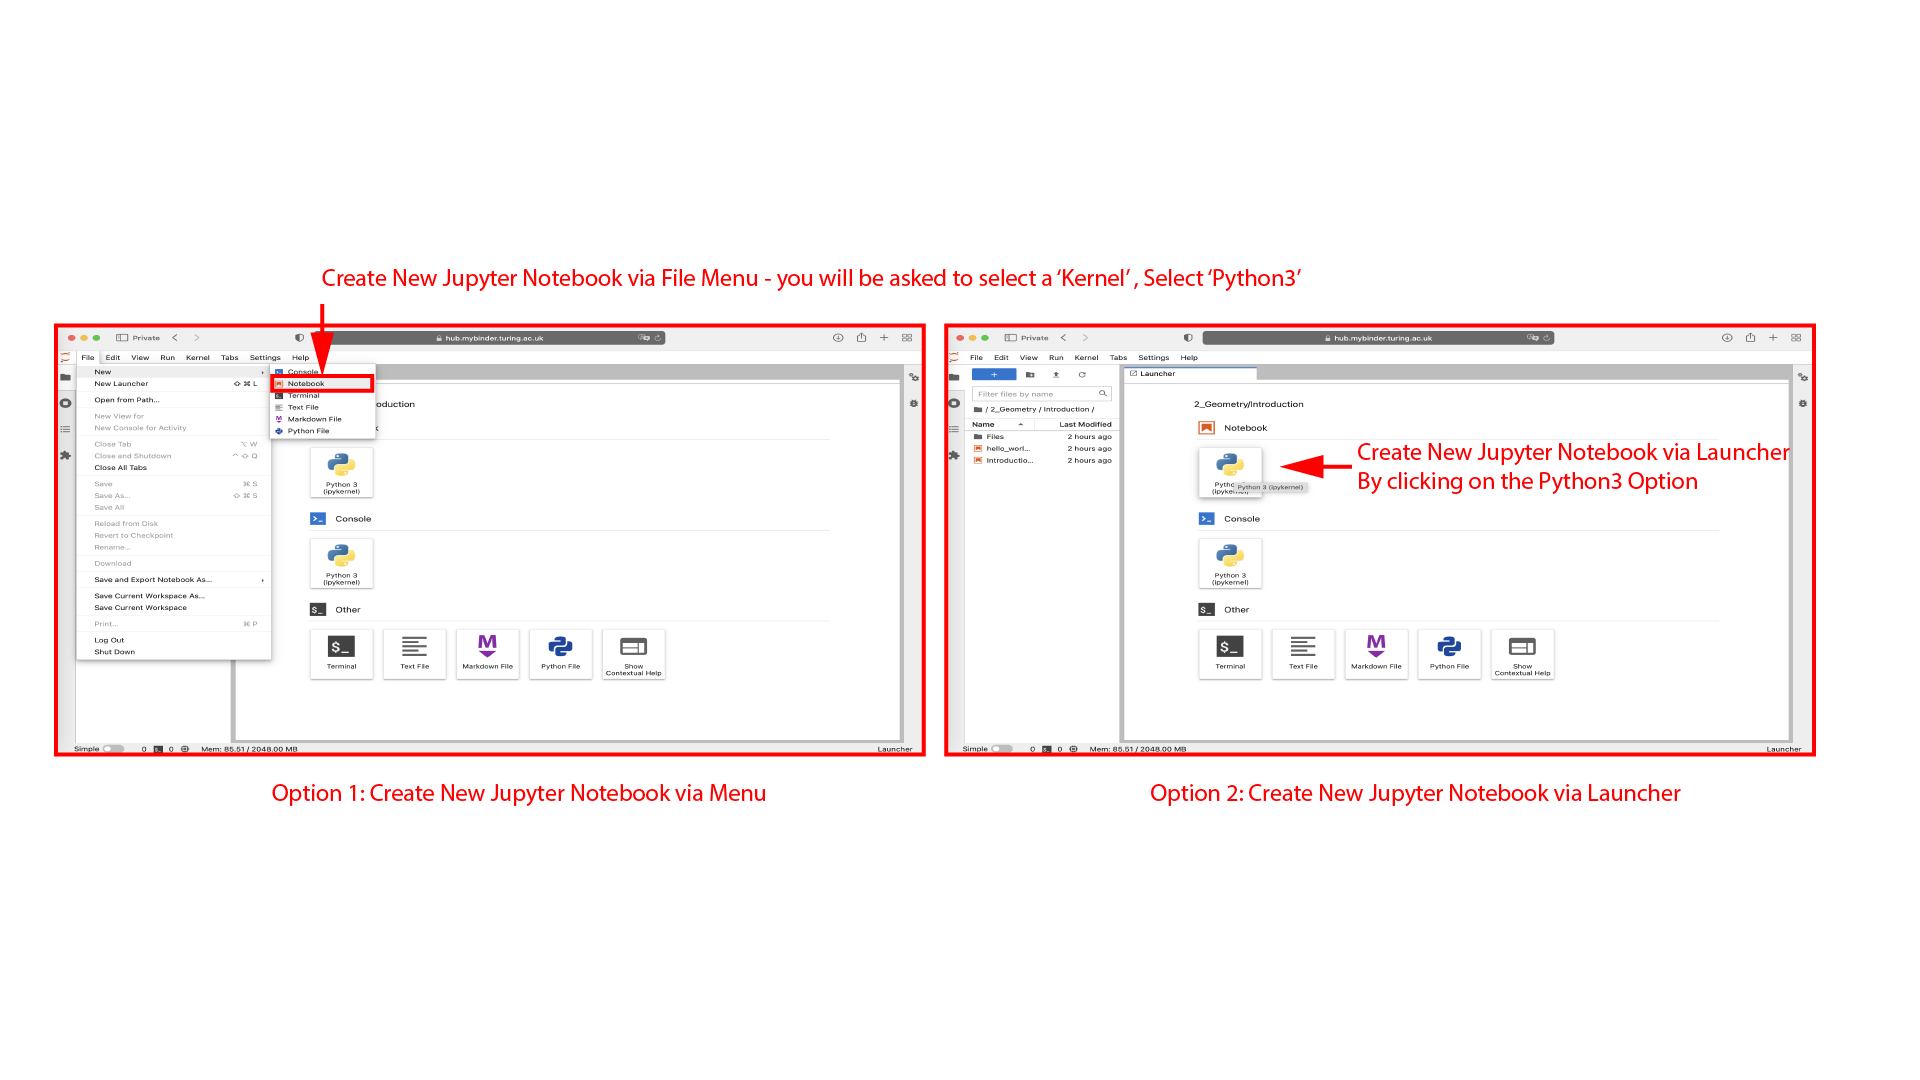 Create New Jupyter Notebook via File Menu - you will be asked to select a ‘Kernel’ , Select ‘Python3’
Private
hub.mybinder.turing.ac.uk
File Edit View Run Kernel Tabs Settings Help
New
New Launcher ⇧ ⌘ L
Open from Path...
New View for
New Console for Activity
Close Tab ⌥ W
Close and Shutdown ⌃ ⇧ Q
Close All Tabs
Save ⌘ S
Save As... ⇧ ⌘ S
Save All
Reload from Disk
Revert to Checkpoint
Rename...
Download
Save and Export Notebook As...
Save Current Workspace As...
Save Current Workspace
Print... ⌘ P
Log Out
Shut Down
Console
Notebook
Terminal
Text File
Markdown File
Python File
oduction
k
Python 3
(ipykernel)
Console
Python 3
(ipykernel)
$_ Other
$_
M
Terminal Text File Markdown File Python File Show
Contextual Help
Simple 0 $_ 0 Mem: 85.51 / 2048.00 MB Launcher
Option 1: Create New Jupyter Notebook via Menu
Private
hub.mybinder.turing.ac.uk
File Edit View Run Kernel Tabs Settings Help
+
Filter files by name
/ 2_Geometry / Introduction /
Name Last Modified
Files 2 hours ago
hello_worl... 2 hours ago
Introductio... 2 hours ago
Launcher
2_Geometry/Introduction
Notebook
Python 3 (ipykernel)
Create New Jupyter Notebook via Launcher
By clicking on the Python3 Option
Console
Python 3
(ipykernel)
$_ Other
$_
M
Terminal Text File Markdown File Python File Show
Contextual Help
Simple 0 $_ 0 Mem: 85.51 / 2048.00 MB Launcher
Option 2: Create New Jupyter Notebook via Launcher